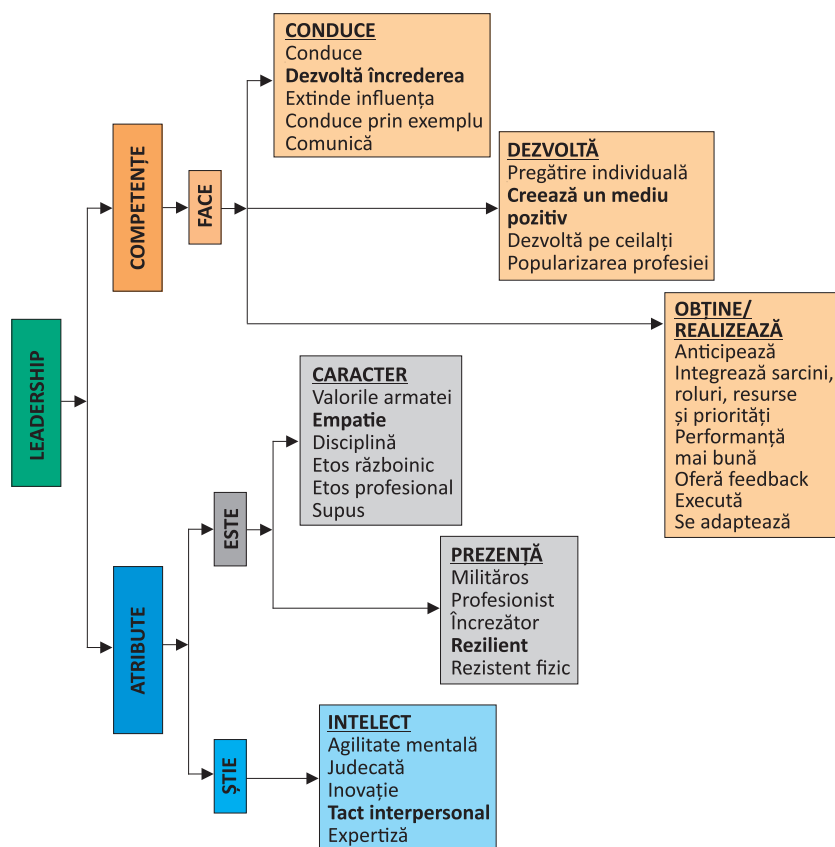 LEADERSHIP
COMPETENȚE
FACE
CONDUCE
Conduce
Dezvoltă încrederea
Extinde influența
Conduce prin exemplu
Comunică
DEZVOLTĂ
Pregătire individuală
Creează un mediu
pozitiv
Dezvoltă pe ceilalți
Popularizarea profesiei
OBȚINE/
REALIZEAZĂ
Anticipează
Integrează sarcini,
roluri, resurse
și priorități
Performanță
mai bună
Oferă feedback
Execută
Se adaptează
ATRIBUTE
ESTE
CARACTER
Valorile armatei
Empatie
Disciplină
Etos războinic
Etos profesional
Supus
PREZENȚĂ
Milităros
Profesionist
Încrezător
Rezilient
Rezistent fizic
ȘTIE
INTELECT
Agilitate mentală
Judecată
Inovație
Tact interpersonal
Expertiză